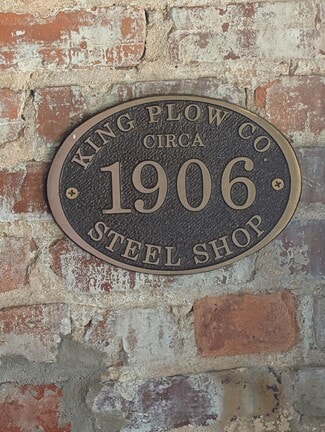 KING PLOW CO.
CIRCA
1906
STEEL SHOP